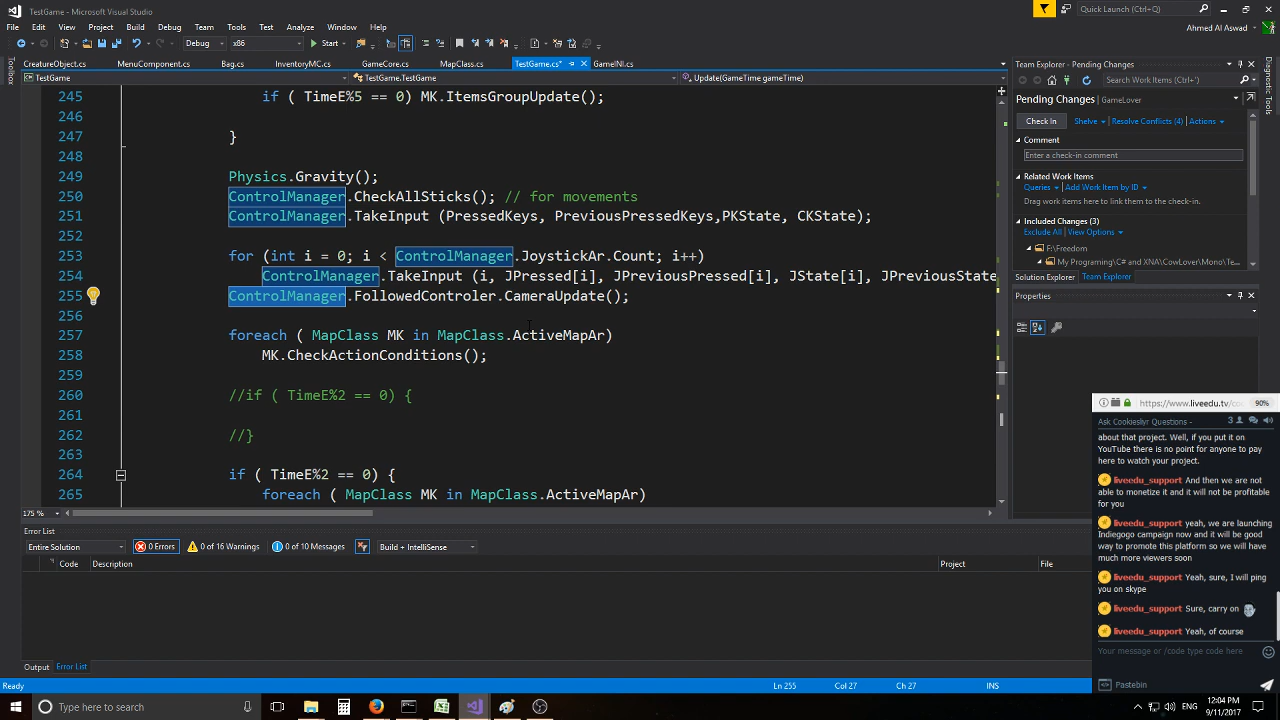 TestGame - Microsoft Visual Studio
Quick Launch (Ctrl+Q)
File Edit View Project Build Debug Team Tools Test Analyze Window Help
Ahmed Al Aswad
Debug x86 Start
CreatureObject.cs MenuComponent.cs Bag.cs InventoryMC.cs GameCore.cs MapClass.cs TestGame.cs* GameINI.cs
TestGame TestGame.TestGame Update(GameTime gameTime)
Toolbox
245 if ( TimeE%5 == 0) MK.ItemsGroupUpdate();
246
247 }
248
249 Physics.Gravity();
250 ControlManager.CheckAllSticks(); // for movements
251 ControlManager.TakeInput (PressedKeys, PreviousPressedKeys,PKState, CKState);
252
253 for (int i = 0; i < ControlManager.JoystickAr.Count; i++)
254 ControlManager.TakeInput (i, JPressed[i], JPreviousPressed[i], JState[i], JPreviousState
255 ControlManager.FollowedControler.CameraUpdate();
256
257 foreach ( MapClass MK in MapClass.ActiveMapAr)
258 MK.CheckActionConditions();
259
260 //if ( TimeE%2 == 0) {
261
262 //}
263
264 if ( TimeE%2 == 0) {
265 foreach ( MapClass MK in MapClass.ActiveMapAr)
175 %
Error List
Entire Solution 0 Errors 0 of 16 Warnings 0 of 10 Messages Build + IntelliSense
Code Description Project File
Output Error List
Ready Ln 255 Col 27 Ch 27 INS
Team Explorer - Pending Changes
Search Work Items (Ctrl+')
Pending Changes | GameLover
Check In Shelve Resolve Conflicts (4) Actions
Comment
Enter a check-in comment
Related Work Items
Queries Add Work Item by ID
Drag work items here to link them to the check-in.
Included Changes (3)
Exclude All View Options
F:\Freedom
My Programing\C# and XNA\CowLover\Mono\Te
Solution Explorer Team Explorer
Properties
Diagnostic Tools
https://www.liveedu.tv/co 90%
Ask Cookiesliyr Questions - 3
about that project. Well, if you put it on
YouTube there is no point for anyone to pay
here to watch your project.
liveedu_support And then we are not
able to monetize it and it will not be profitable
for you
liveedu_support yeah, we are launching
Indiegogo campaign now and it will be good
way to promote this platform so we will have
much more viewers soon
liveedu_support Yeah, sure, I will ping
you on skype
liveedu_support Sure, carry on
liveedu_support Yeah, of course
Your message or /code type code here
Pastebin
Type here to search
ENG
12:04 PM
9/11/2017